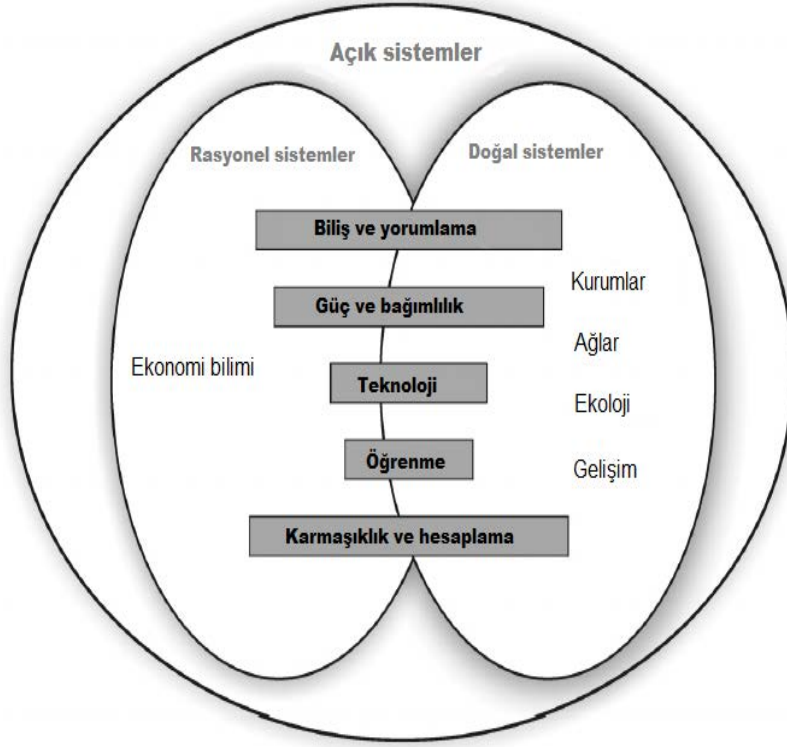 Açık sistemler
Rasyonel sistemler
Doğal sistemler
Biliş ve yorumlama
Kurumlar
Güç ve bağımlılık
Ağlar
Ekonomi bilimi
Teknoloji
Ekoloji
Öğrenme
Gelişim
Karmaşıklık ve hesaplama